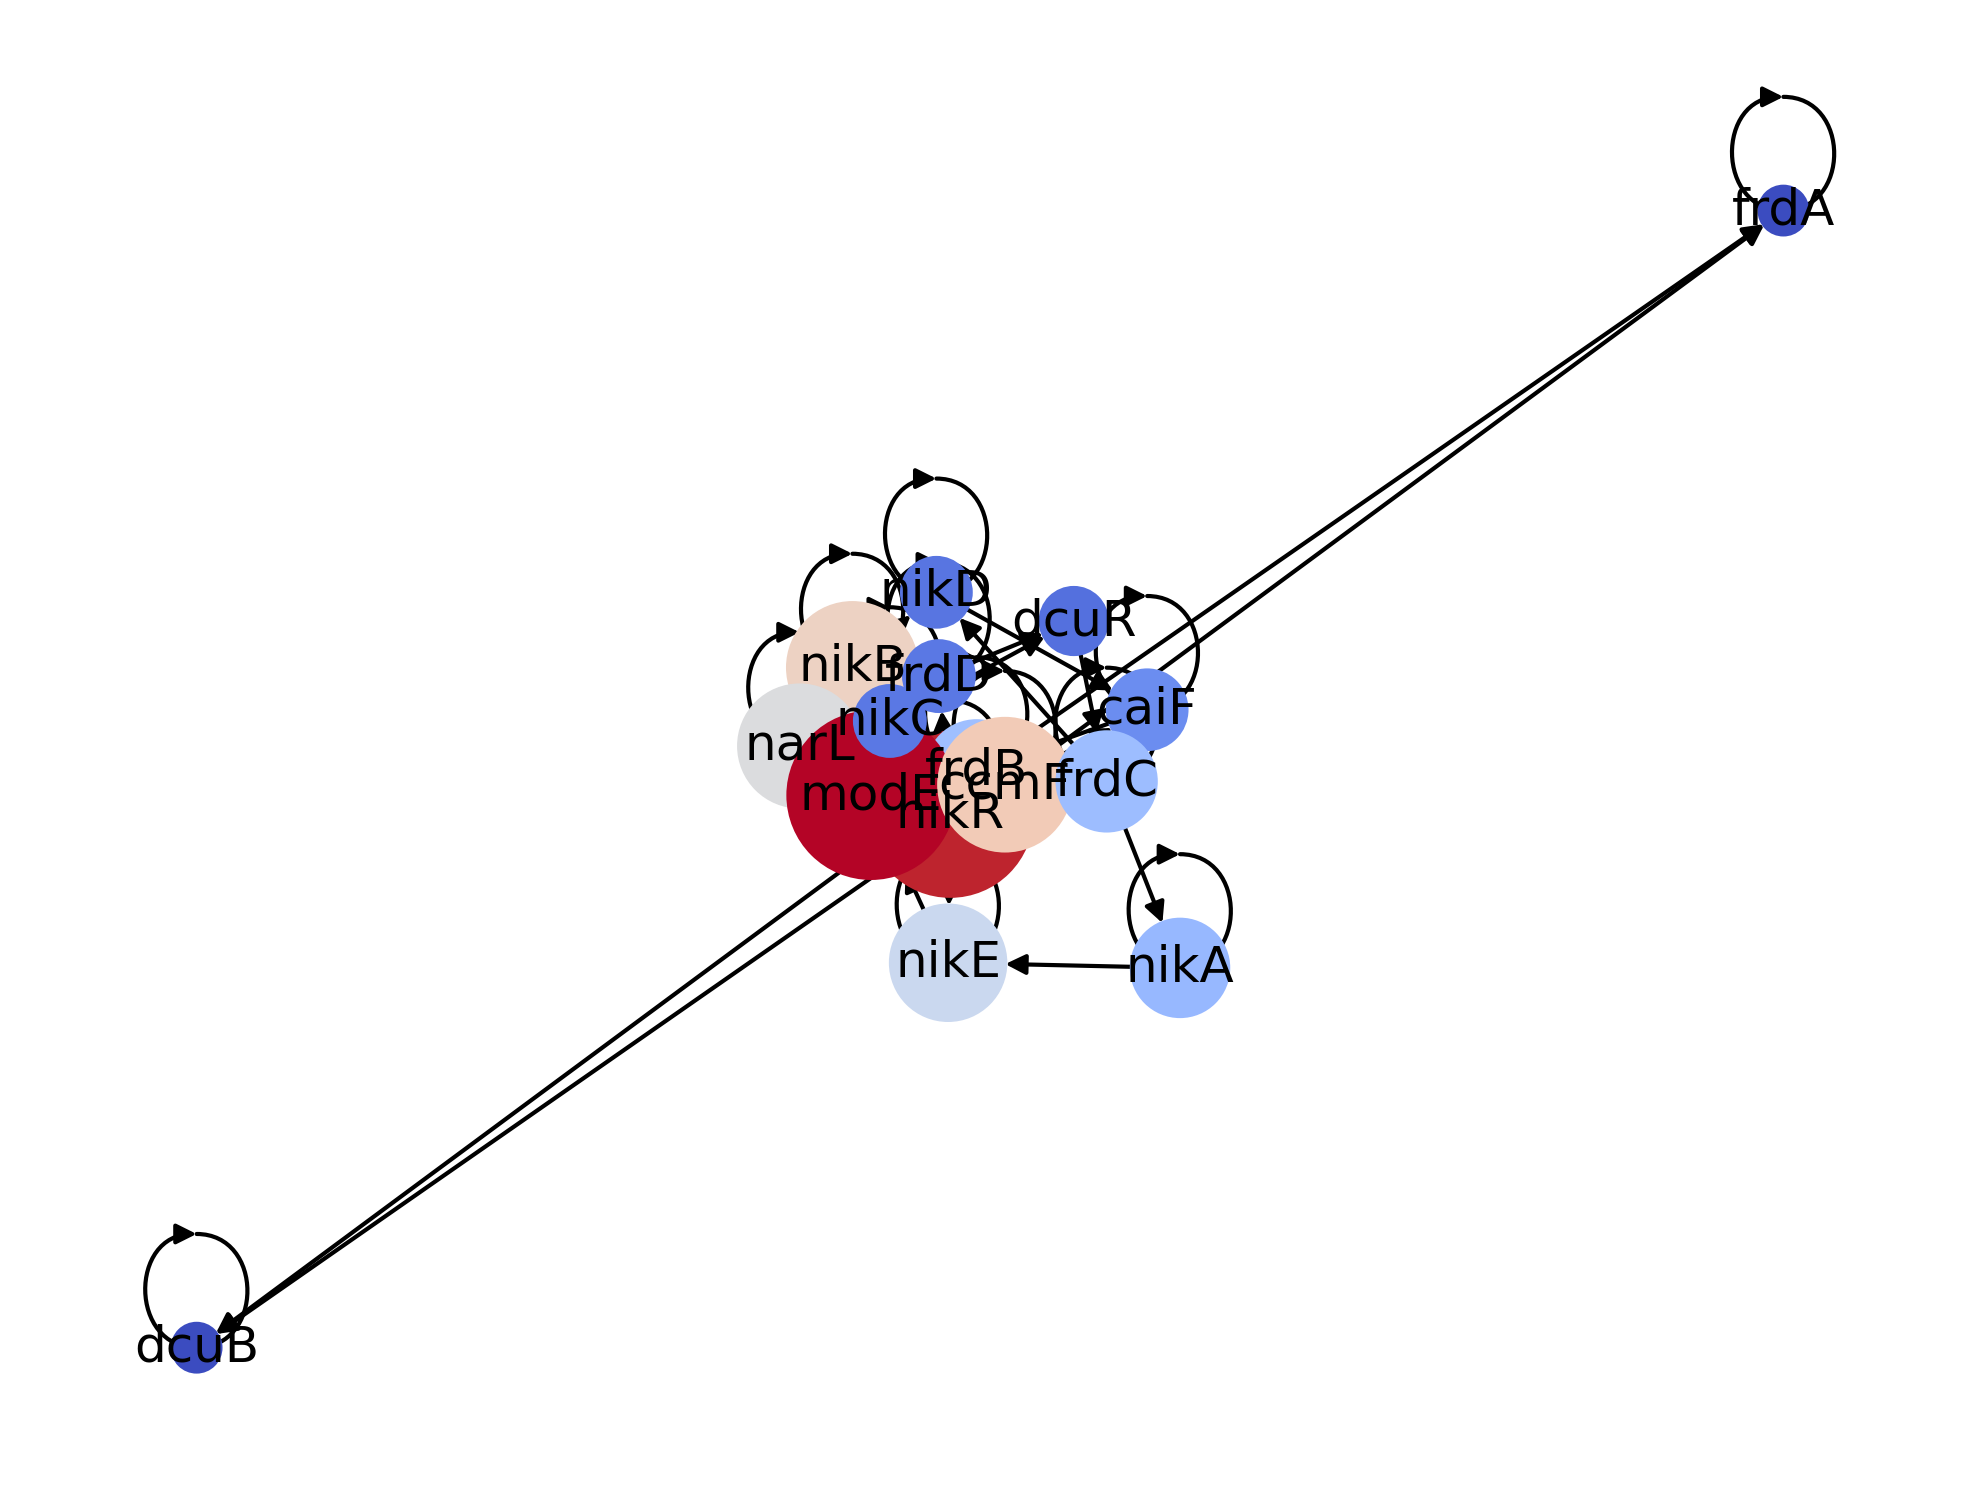 frdA
nikD
dcuR
nikB
frdD
caiF
nikC
narL
frdB
ccmF
frdC
modE
nikR
nikE
nikA
dcuB